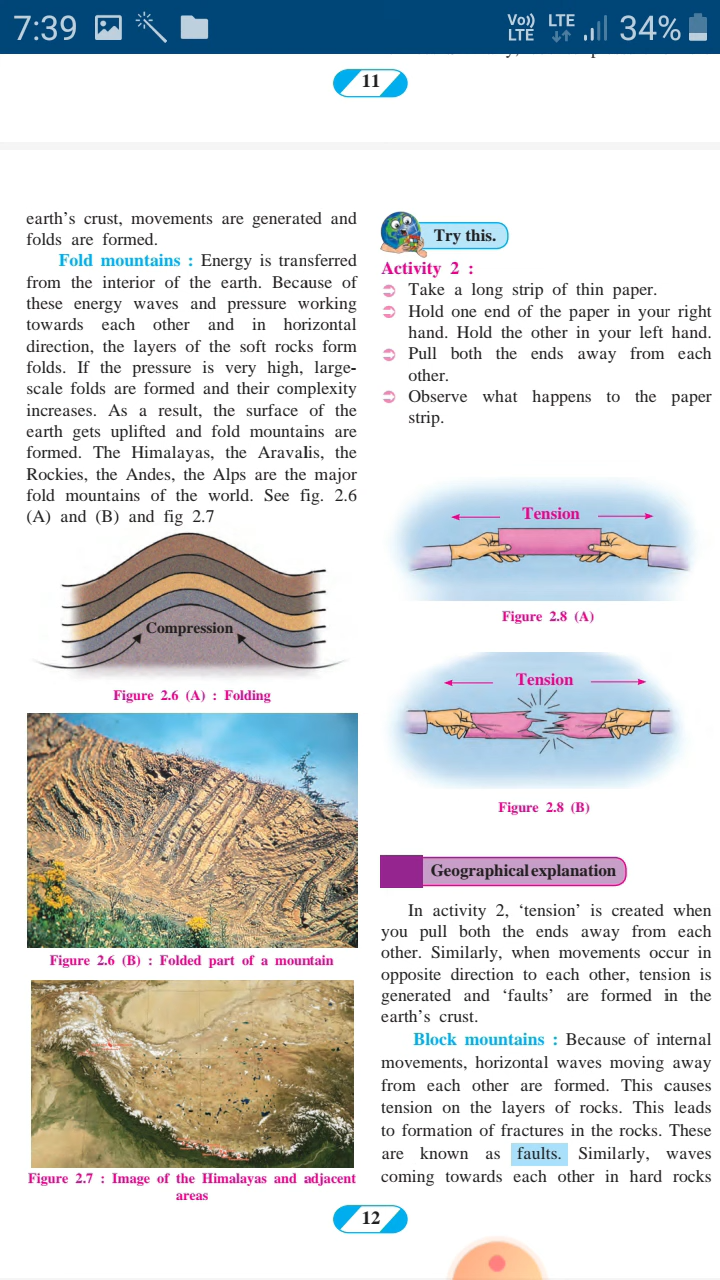 7:39
Vo)) LTE
LTE
34%
11
earth's crust, movements are generated and
folds are formed.
Fold mountains : Energy is transferred
from the interior of the earth. Because of
these energy waves and pressure working
towards each other and in horizontal
direction, the layers of the soft rocks form
folds. If the pressure is very high, large-
scale folds are formed and their complexity
increases. As a result, the surface of the
earth gets uplifted and fold mountains are
formed. The Himalayas, the Aravalis, the
Rockies, the Andes, the Alps are the major
fold mountains of the world. See fig. 2.6
(A) and (B) and fig 2.7
Compression
Figure 2.6 (A) : Folding
Figure 2.6 (B) : Folded part of a mountain
Figure 2.7 : Image of the Himalayas and adjacent
areas
Try this.
Activity 2 :
Take a long strip of thin paper.
Hold one end of the paper in your right
hand. Hold the other in your left hand.
Pull both the ends away from each
other.
Observe what happens to the paper
strip.
Tension
Figure 2.8 (A)
Tension
Figure 2.8 (B)
Geographical explanation
In activity 2, ‘tension’ is created when
you pull both the ends away from each
other. Similarly, when movements occur in
opposite direction to each other, tension is
generated and ‘faults’ are formed in the
earth's crust.
Block mountains : Because of internal
movements, horizontal waves moving away
from each other are formed. This causes
tension on the layers of rocks. This leads
to formation of fractures in the rocks. These
are known as faults. Similarly, waves
coming towards each other in hard rocks
12